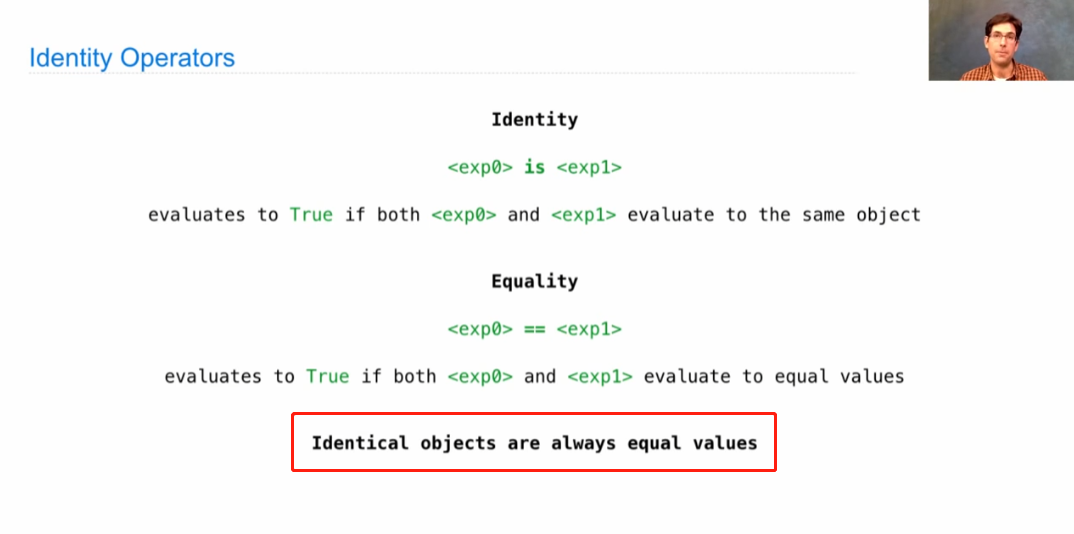 Identity Operators
Identity
<exp0> is <exp1>
evaluates to True if both <exp0> and <exp1> evaluate to the same object
Equality
<exp0> == <exp1>
evaluates to True if both <exp0> and <exp1> evaluate to equal values
Identical objects are always equal values